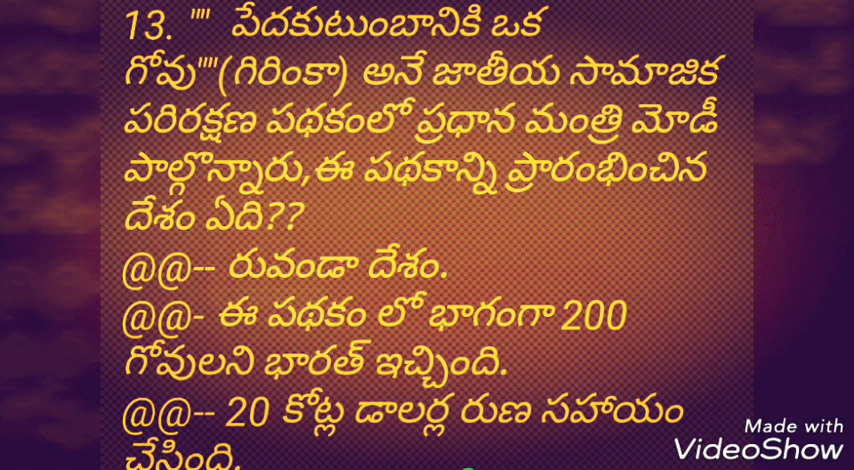 13. "" పేదకుటుంబానికి ఒక
గోవు""(గిరింకా) అనే జాతీయ సామాజిక
పరిరక్షణ పథకంలో ప్రధాన మంత్రి మోడీ
పాల్గొన్నారు,ఈ పథకాన్ని ప్రారంభించిన
దేశం ఏది??
@@-- రువండా దేశం.
@@- ఈ పథకం లో భాగంగా 200
గోవులని భారత్ ఇచ్చింది.
@@-- 20 కోట్ల డాలర్ల రుణ సహాయం
చేసింది.
Made with
VideoShow